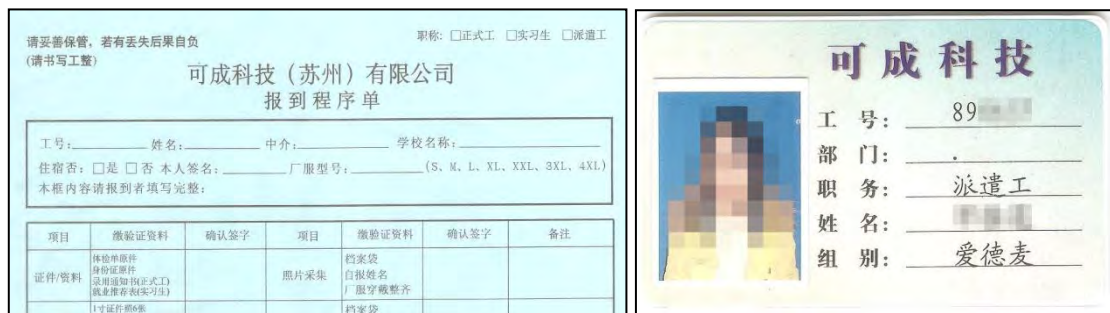 请妥善保管，若有丢失后果自负
职称: □正式工 □实习生 □派遣工
(请书写工整)
可成科技（苏州）有限公司
报到程序单
工号:________ 姓名:________ 中介:________ 学校名称:________
住宿否: □是 □否 本人签名:________ 厂服型号:________(S、M、L、XL、XXL、3XL、4XL)
本框内容请报到者填写完整:
项目 缴验证资料 确认签字 项目 缴验证资料 确认签字 备注
证件/资料
体检单原件
身份证原件
录用通知书(正式工)
就业推荐表(实习生)
照片采集
档案袋
自报姓名
厂服穿戴整齐
1寸证件照6张
档案袋
可成科技
工 号: 89
部 门: .
职 务: 派遣工
姓 名:
组 别: 爱德麦